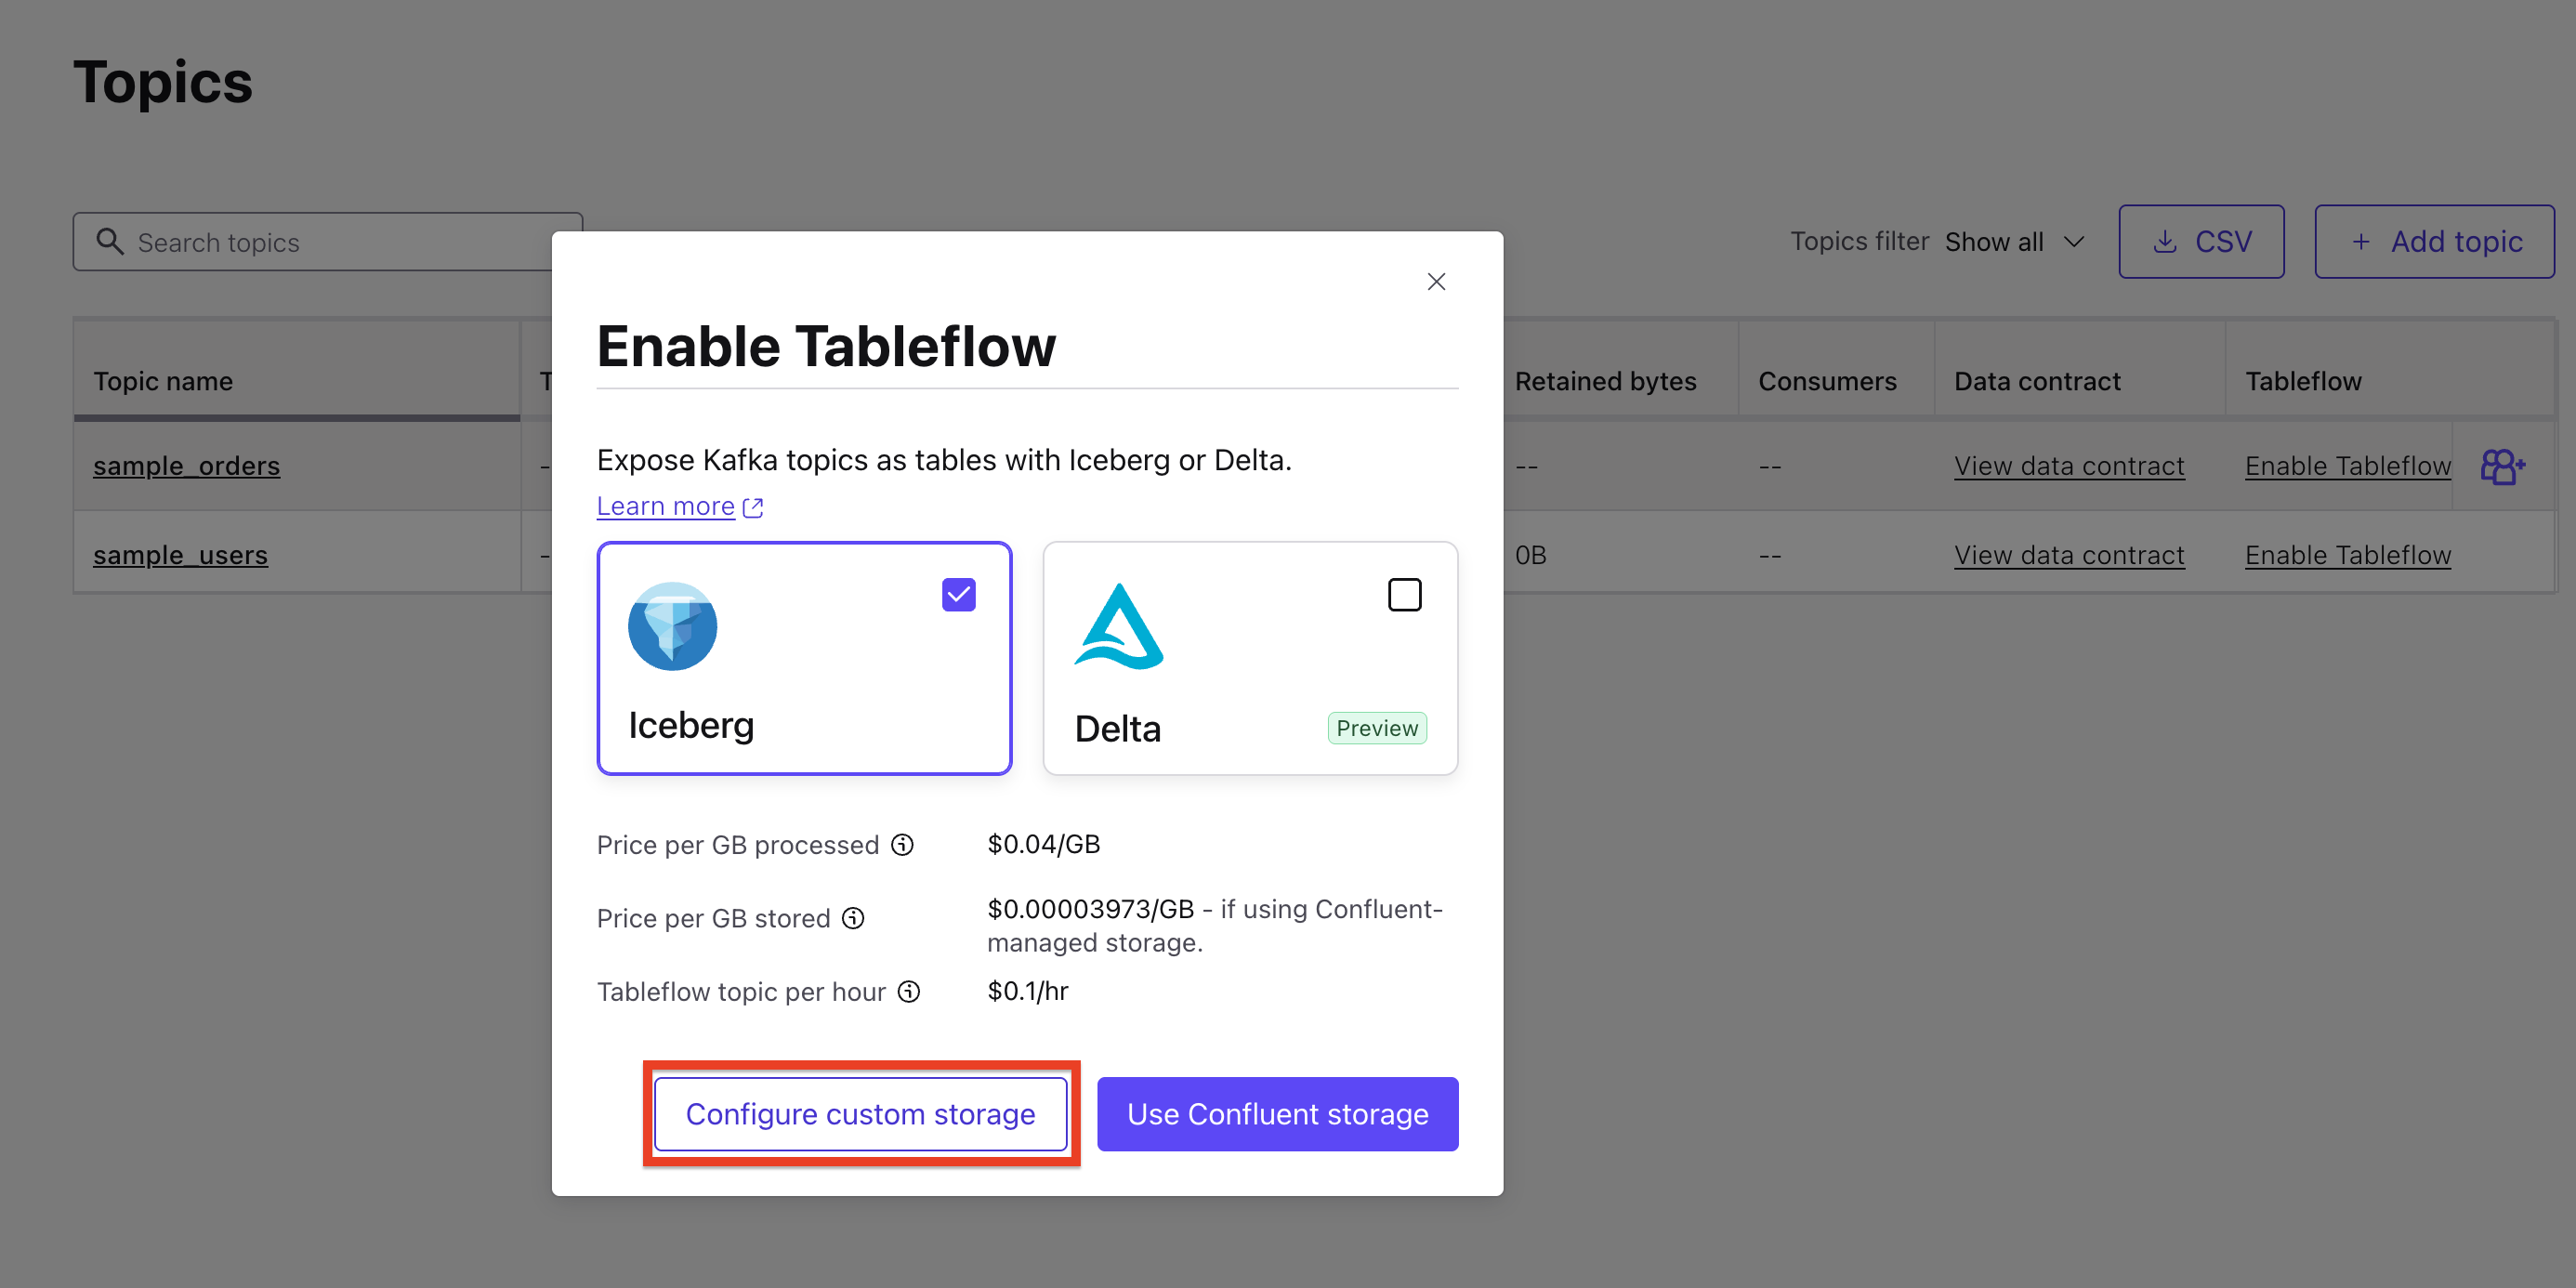 Topics
Search topics
Topics filter Show all
CSV
+ Add topic
Topic name
T
Retained bytes
Consumers
Data contract
Tableflow
sample_orders
-
--
--
View data contract
Enable Tableflow
sample_users
-
0B
--
View data contract
Enable Tableflow
Enable Tableflow
Expose Kafka topics as tables with Iceberg or Delta.
Learn more
Iceberg
Delta
Preview
Price per GB processed
$0.04/GB
Price per GB stored
$0.00003973/GB - if using Confluent-
managed storage.
Tableflow topic per hour
$0.1/hr
Configure custom storage
Use Confluent storage